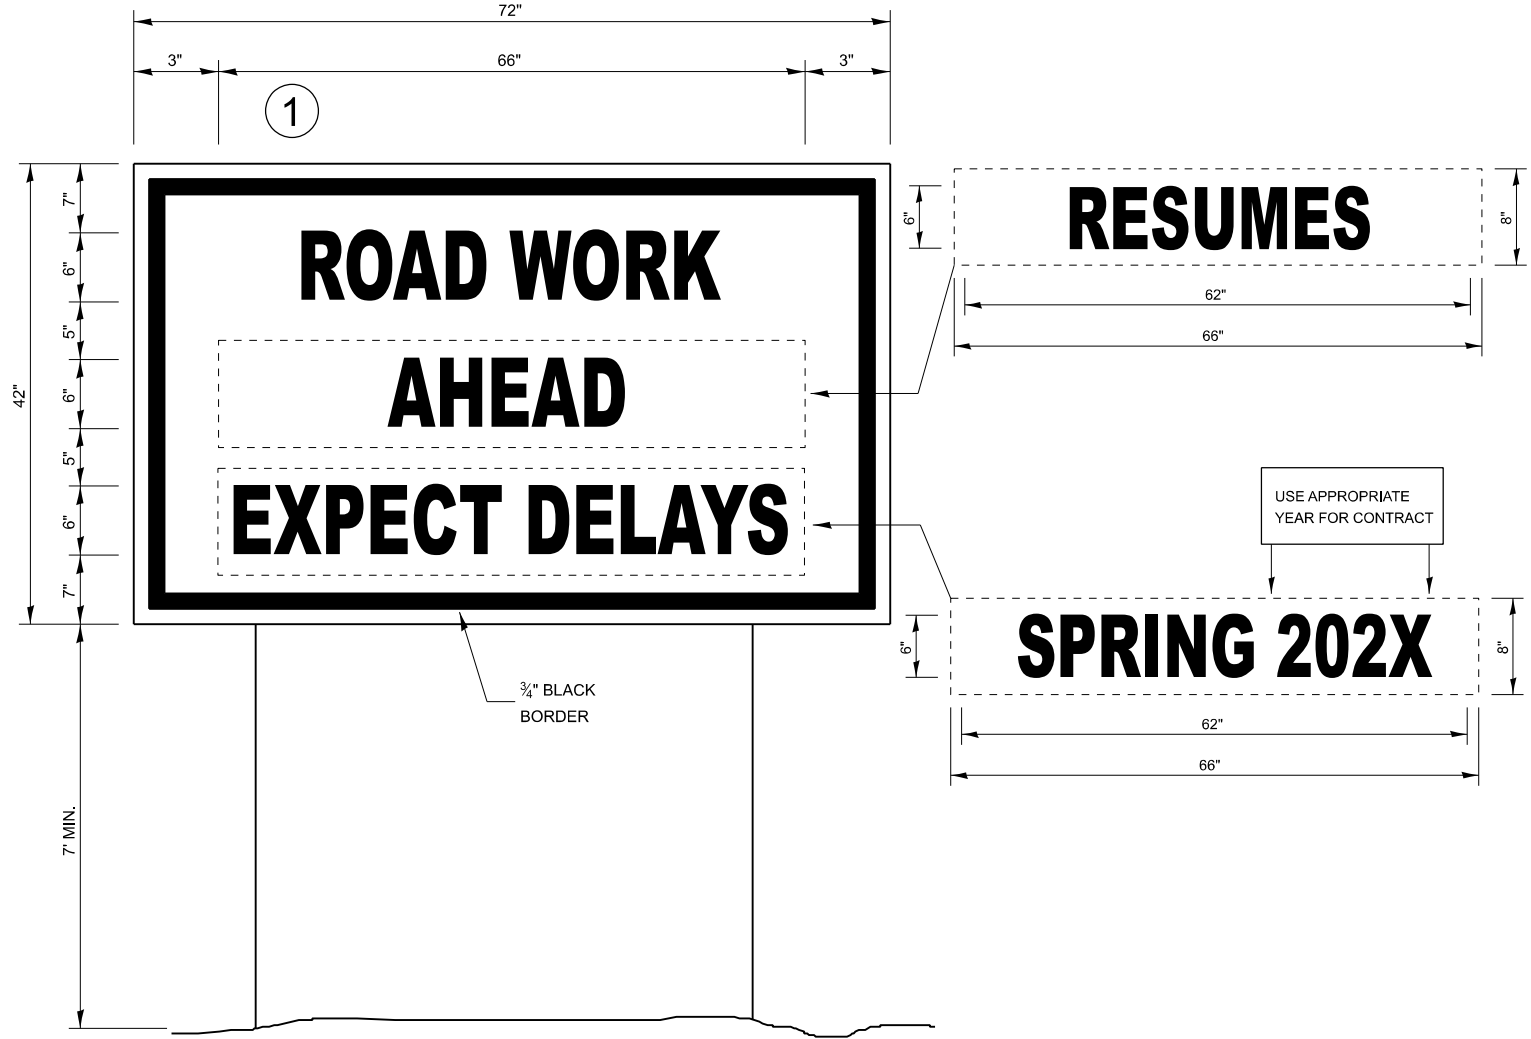 72"
3"
66"
3"
1
42"
7"
6"
5"
6"
5"
6"
7"
7' MIN.
ROAD WORK
AHEAD
EXPECT DELAYS
¾" BLACK
BORDER
6"
RESUMES
8"
62"
66"
USE APPROPRIATE
YEAR FOR CONTRACT
6"
SPRING 202X
8"
62"
66"